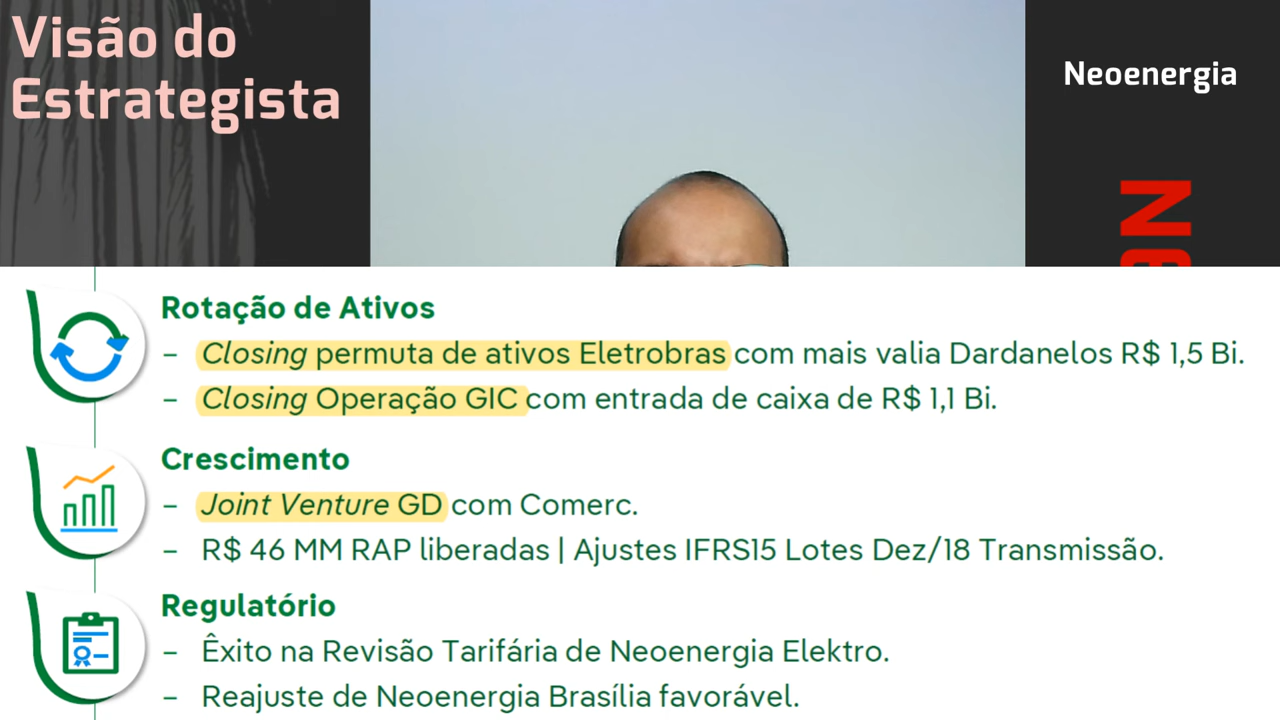 Visão do
Estrategista
Neoenergia
Rotação de Ativos
– Closing permuta de ativos Eletrobras com mais valia Dardanelos R$ 1,5 Bi.
– Closing Operação GIC com entrada de caixa de R$ 1,1 Bi.
Crescimento
– Joint Venture GD com Comerc.
– R$ 46 MM RAP liberadas | Ajustes IFRS15 Lotes Dez/18 Transmissão.
Regulatório
– Êxito na Revisão Tarifária de Neoenergia Elektro.
– Reajuste de Neoenergia Brasília favorável.